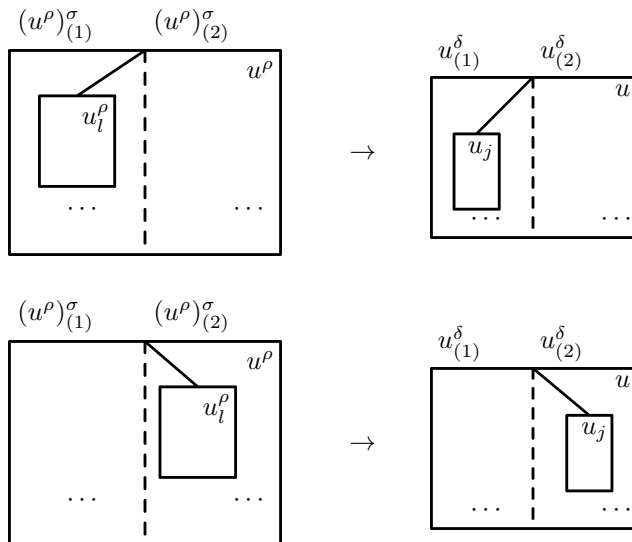 (u^ρ)^σ_(1) (u^ρ)^σ_(2) u^δ_(1) u^δ_(2)
u^ρ u
u^ρ_l u_j
→
... ... ... ...
(u^ρ)^σ_(1) (u^ρ)^σ_(2) u^δ_(1) u^δ_(2)
u^ρ u
u^ρ_l u_j
→
... ... ... ...